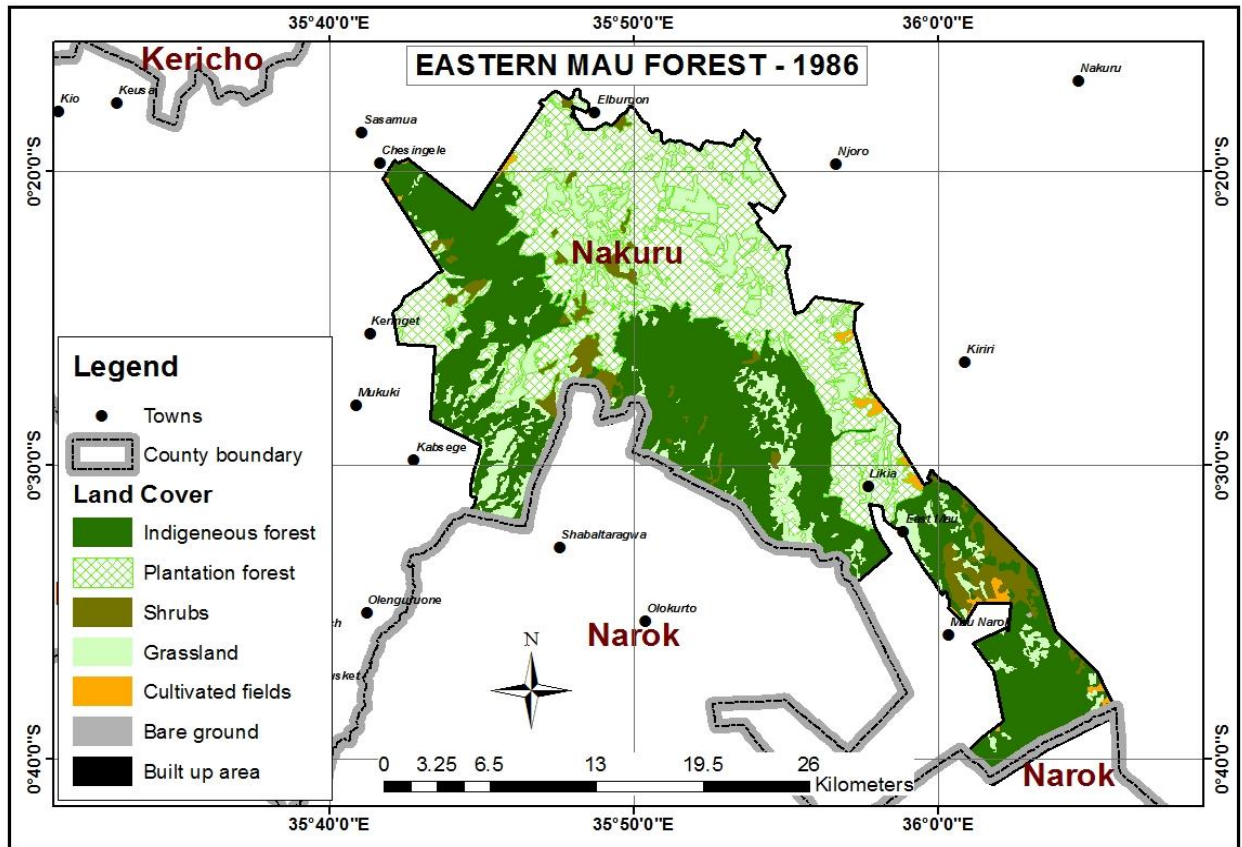 35°40'0"E
35°50'0"E
36°0'0"E
EASTERN MAU FOREST - 1986
Kericho
Kio
Keusa
Sasamua
Chesingele
Elburgon
Nakuru
Njoro
0°20'0"S
0°20'0"S
Nakuru
Keringet
Kiriri
Mukuki
Kabsege
0°30'0"S
0°30'0"S
Likia
East Mau
Shabaltaragwa
Olenguruone
Olokurto
Mau Narok
Narok
usket
N
Legend
Towns
County boundary
Land Cover
Indigeneous forest
Plantation forest
Shrubs
Grassland
Cultivated fields
Bare ground
Built up area
0 3.25 6.5 13 19.5 26
Kilometers
Narok
0°40'0"S
0°40'0"S
35°40'0"E
35°50'0"E
36°0'0"E